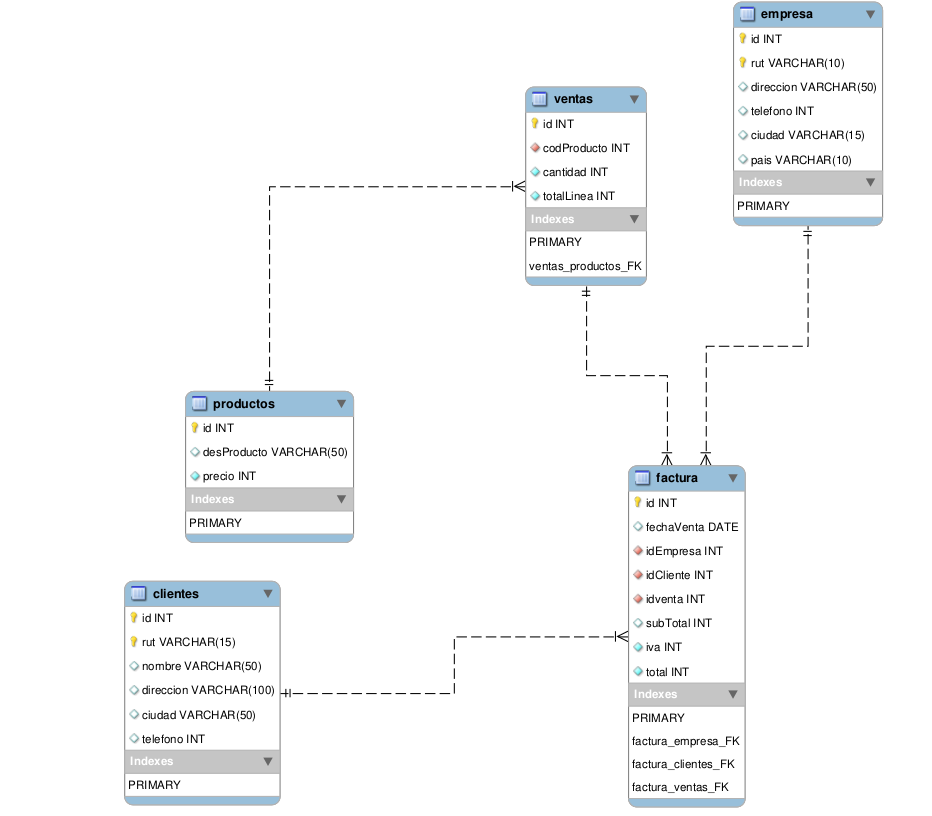 empresa
id INT
rut VARCHAR(10)
direccion VARCHAR(50)
telefono INT
ciudad VARCHAR(15)
pais VARCHAR(10)
Indexes
PRIMARY
ventas
id INT
codProducto INT
cantidad INT
totalLinea INT
Indexes
PRIMARY
ventas_productos_FK
productos
id INT
desProducto VARCHAR(50)
precio INT
Indexes
PRIMARY
factura
id INT
fechaVenta DATE
idEmpresa INT
idCliente INT
idventa INT
subTotal INT
iva INT
total INT
Indexes
PRIMARY
factura_empresa_FK
factura_clientes_FK
factura_ventas_FK
clientes
id INT
rut VARCHAR(15)
nombre VARCHAR(50)
direccion VARCHAR(100)
ciudad VARCHAR(50)
telefono INT
Indexes
PRIMARY